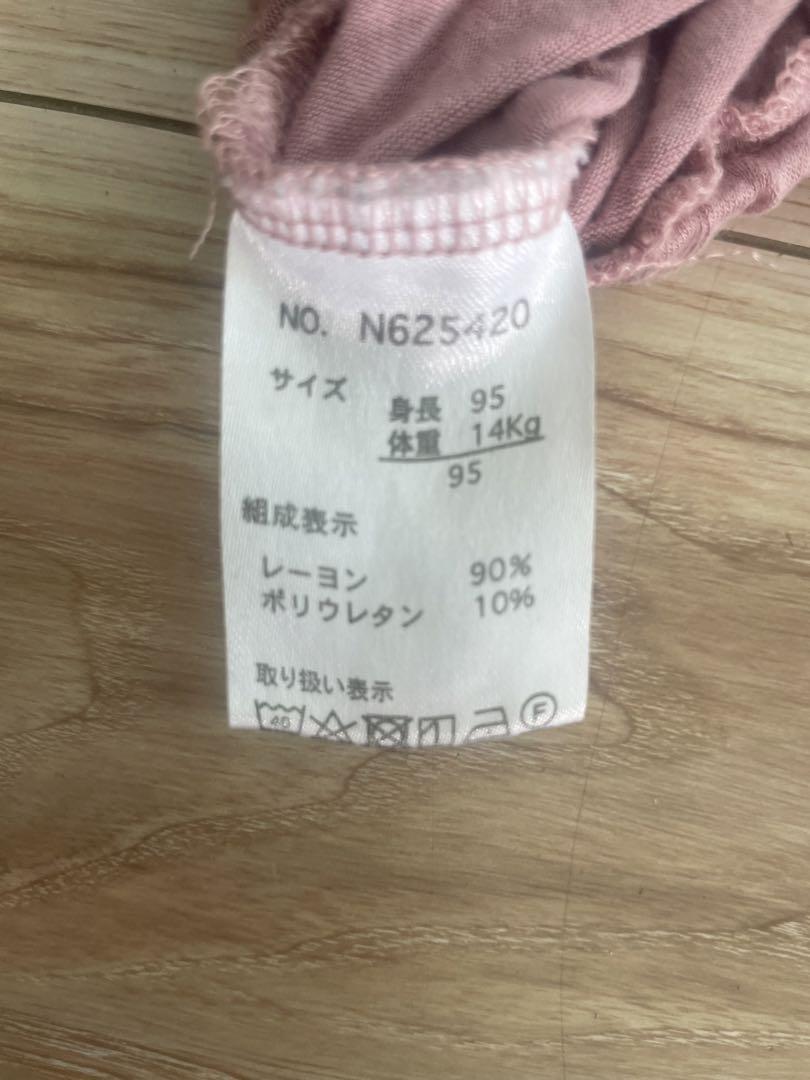 NO. N625420
サイズ 身長 95
体重 14Kg
95
組成表示
レーヨン 90%
ポリウレタン 10%
取り扱い表示
40 F